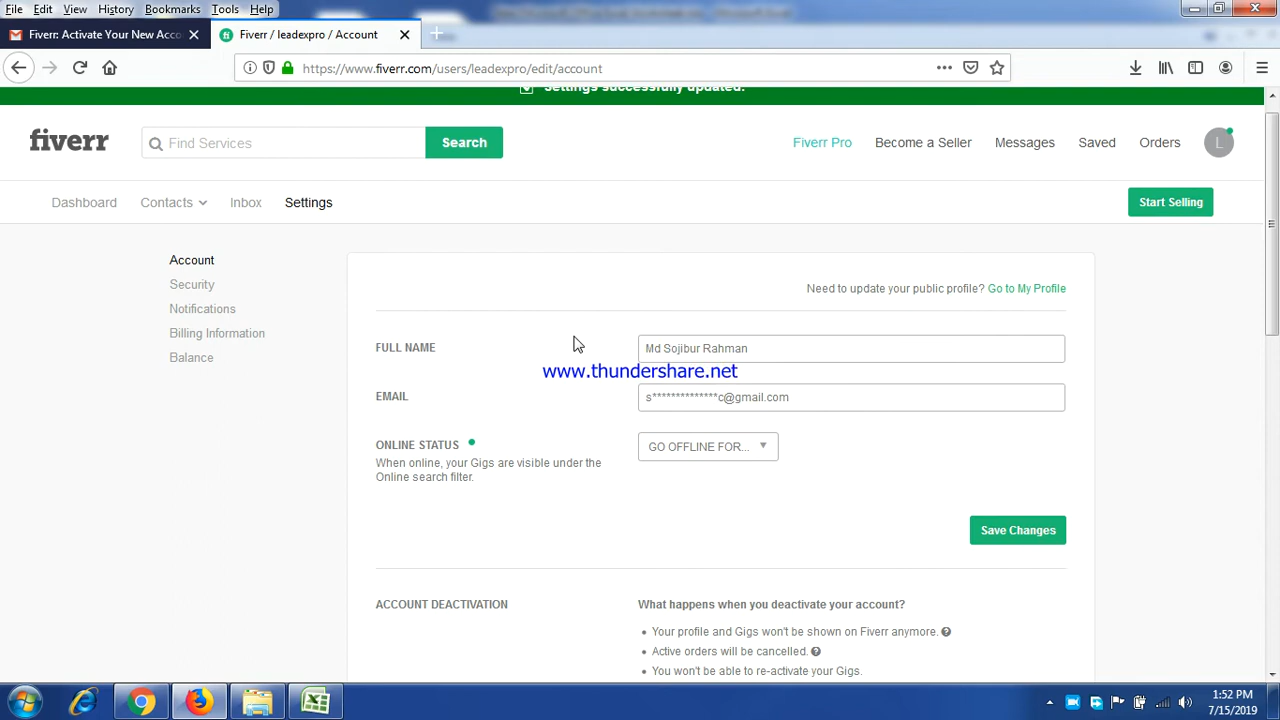 File Edit View History Bookmarks Tools Help
Fiverr: Activate Your New Acco
Fiverr / leadexpro / Account
https://www.fiverr.com/users/leadexpro/edit/account
Settings successfully updated.
fiverr
Find Services
Search
Fiverr Pro Become a Seller Messages Saved Orders L
Dashboard Contacts Inbox Settings
Start Selling
Account
Security
Notifications
Billing Information
Balance
Need to update your public profile? Go to My Profile
FULL NAME
Md Sojibur Rahman
www.thundershare.net
EMAIL
s**************c@gmail.com
ONLINE STATUS
When online, your Gigs are visible under the
Online search filter.
GO OFFLINE FOR...
Save Changes
ACCOUNT DEACTIVATION
What happens when you deactivate your account?
• Your profile and Gigs won't be shown on Fiverr anymore.
• Active orders will be cancelled.
• You won't be able to re-activate your Gigs.
1:52 PM
7/15/2019